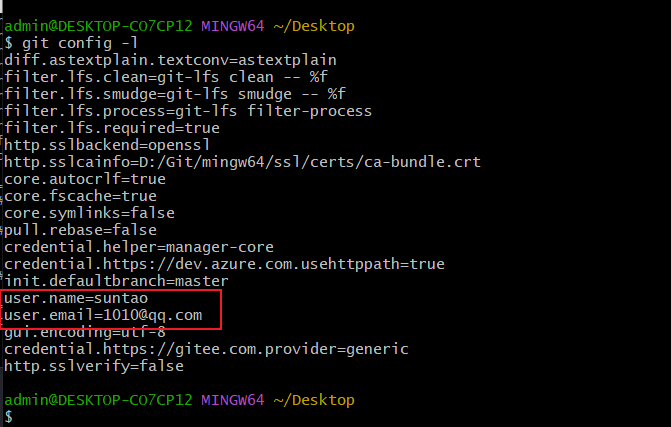 admin@DESKTOP-CO7CP12 MINGW64 ~/Desktop
$ git config -l
diff.astextplain.textconv=astextplain
filter.lfs.clean=git-lfs clean -- %f
filter.lfs.smudge=git-lfs smudge -- %f
filter.lfs.process=git-lfs filter-process
filter.lfs.required=true
http.sslbackend=openssl
http.sslcainfo=D:/Git/mingw64/ssl/certs/ca-bundle.crt
core.autocrlf=true
core.fscache=true
core.symlinks=false
pull.rebase=false
credential.helper=manager-core
credential.https://dev.azure.com.usehttppath=true
init.defaultbranch=master
user.name=suntao
user.email=1010@qq.com
gui.encoding=utf-8
credential.https://gitee.com.provider=generic
http.sslverify=false
admin@DESKTOP-CO7CP12 MINGW64 ~/Desktop
$